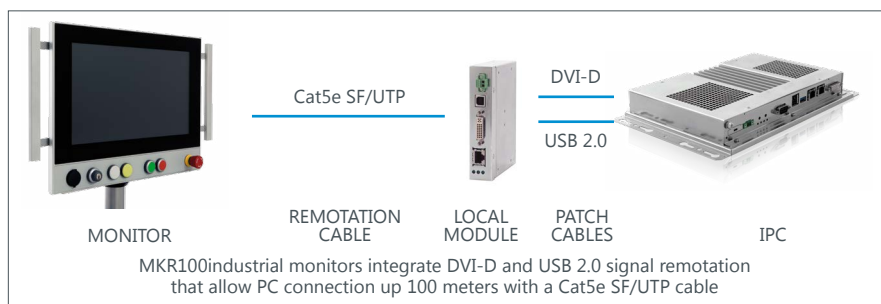 Cat5e SF/UTP
DVI-D
USB 2.0
MONITOR
REMOTATION
CABLE
LOCAL
MODULE
PATCH
CABLES
IPC
MKR100industrial monitors integrate DVI-D and USB 2.0 signal remotation
that allow PC connection up 100 meters with a Cat5e SF/UTP cable